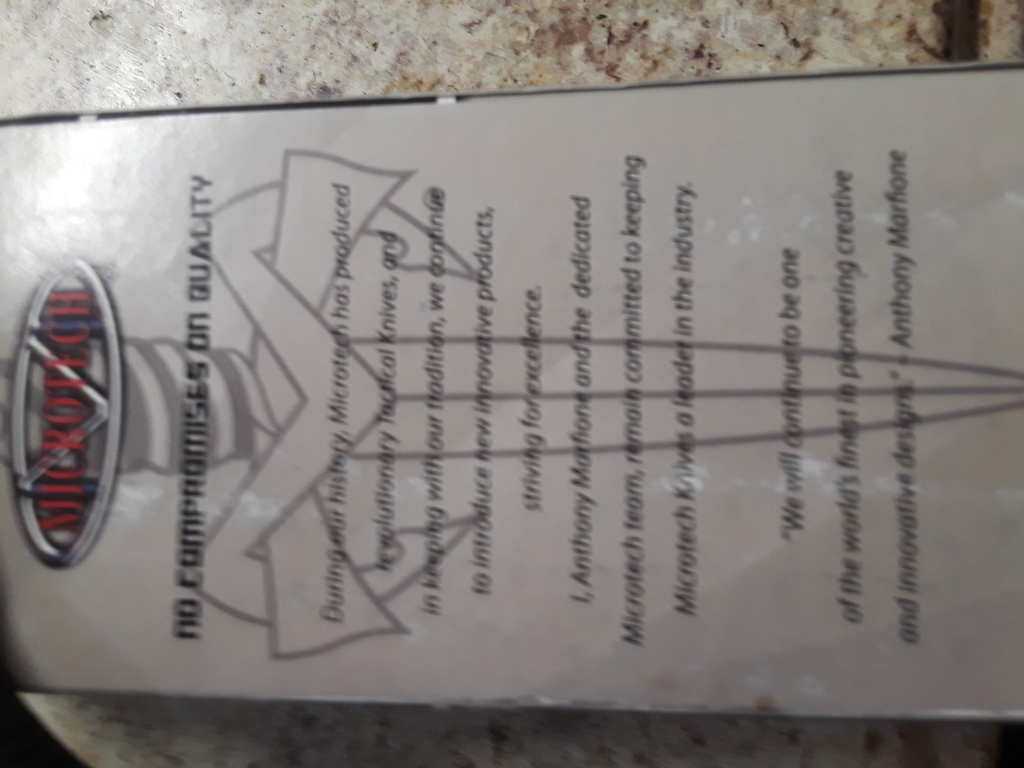 MICROTECH
NO COMPROMISES ON QUALITY
During our history, Microtech has produced
revolutionary Tactical Knives, and
in keeping with our tradition, we continue
to introduce new innovative products,
striving for excellence.
I, Anthony Marfione and the dedicated
Microtech team, remain committed to keeping
Microtech Knives a leader in the industry.
"We will continue to be one
of the world's finest in pioneering creative
and innovative designs." - Anthony Marfione